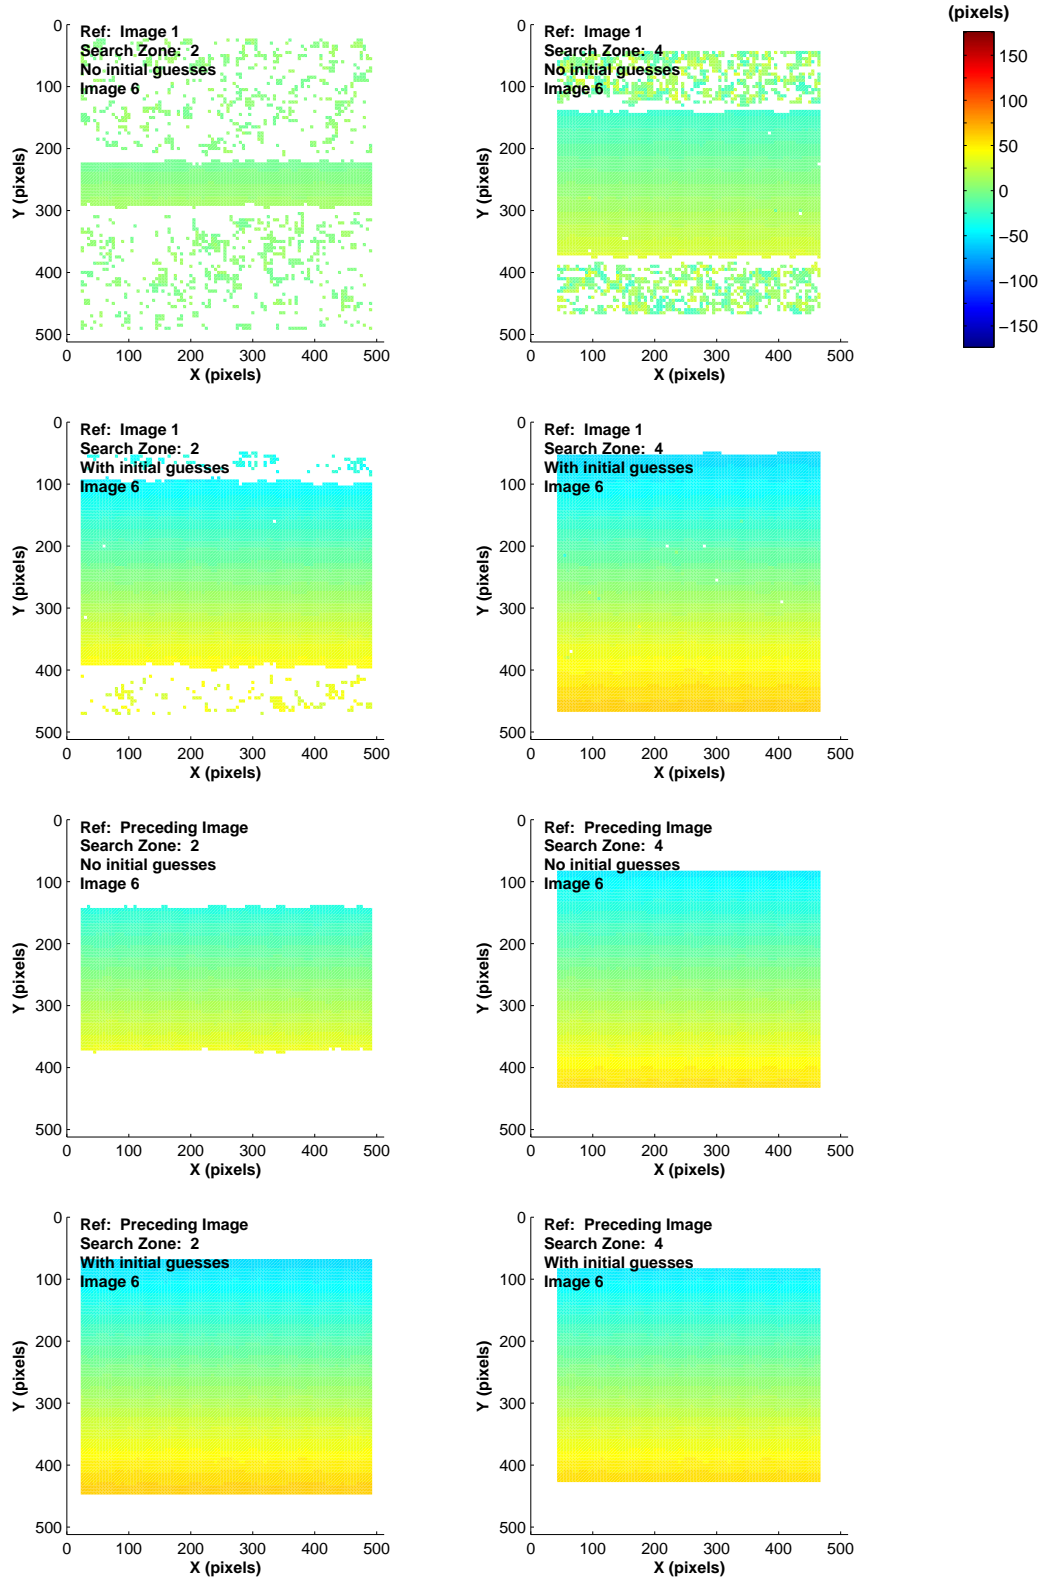 (pixels)
150
100
50
0
−50
−100
−150
Ref: Image 1
Search Zone: 2
No initial guesses
Image 6
0
100
200
300
400
500
Y (pixels)
0 100 200 300 400 500
X (pixels)
Ref: Image 1
Search Zone: 4
No initial guesses
Image 6
0
100
200
300
400
500
Y (pixels)
0 100 200 300 400 500
X (pixels)
Ref: Image 1
Search Zone: 2
With initial guesses
Image 6
0
100
200
300
400
500
Y (pixels)
0 100 200 300 400 500
X (pixels)
Ref: Image 1
Search Zone: 4
With initial guesses
Image 6
0
100
200
300
400
500
Y (pixels)
0 100 200 300 400 500
X (pixels)
Ref: Preceding Image
Search Zone: 2
No initial guesses
Image 6
0
100
200
300
400
500
Y (pixels)
0 100 200 300 400 500
X (pixels)
Ref: Preceding Image
Search Zone: 4
No initial guesses
Image 6
0
100
200
300
400
500
Y (pixels)
0 100 200 300 400 500
X (pixels)
Ref: Preceding Image
Search Zone: 2
With initial guesses
Image 6
0
100
200
300
400
500
Y (pixels)
0 100 200 300 400 500
X (pixels)
Ref: Preceding Image
Search Zone: 4
With initial guesses
Image 6
0
100
200
300
400
500
Y (pixels)
0 100 200 300 400 500
X (pixels)